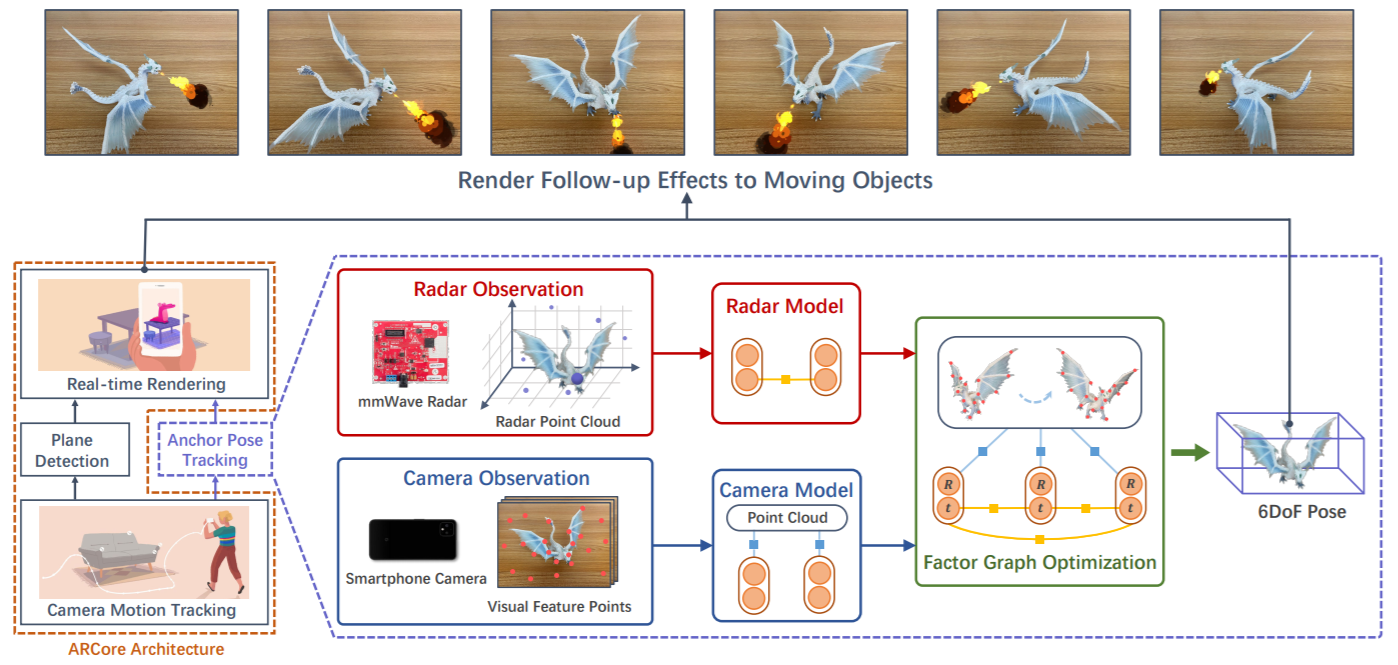 Render Follow-up Effects to Moving Objects
Real-time Rendering
Plane
Detection
Anchor Pose
Tracking
Camera Motion Tracking
ARCore Architecture
Radar Observation
mmWave Radar
Radar Point Cloud
Camera Observation
Smartphone Camera
Visual Feature Points
Radar Model
Camera Model
Point Cloud
R
t
R
t
R
t
Factor Graph Optimization
6DoF Pose